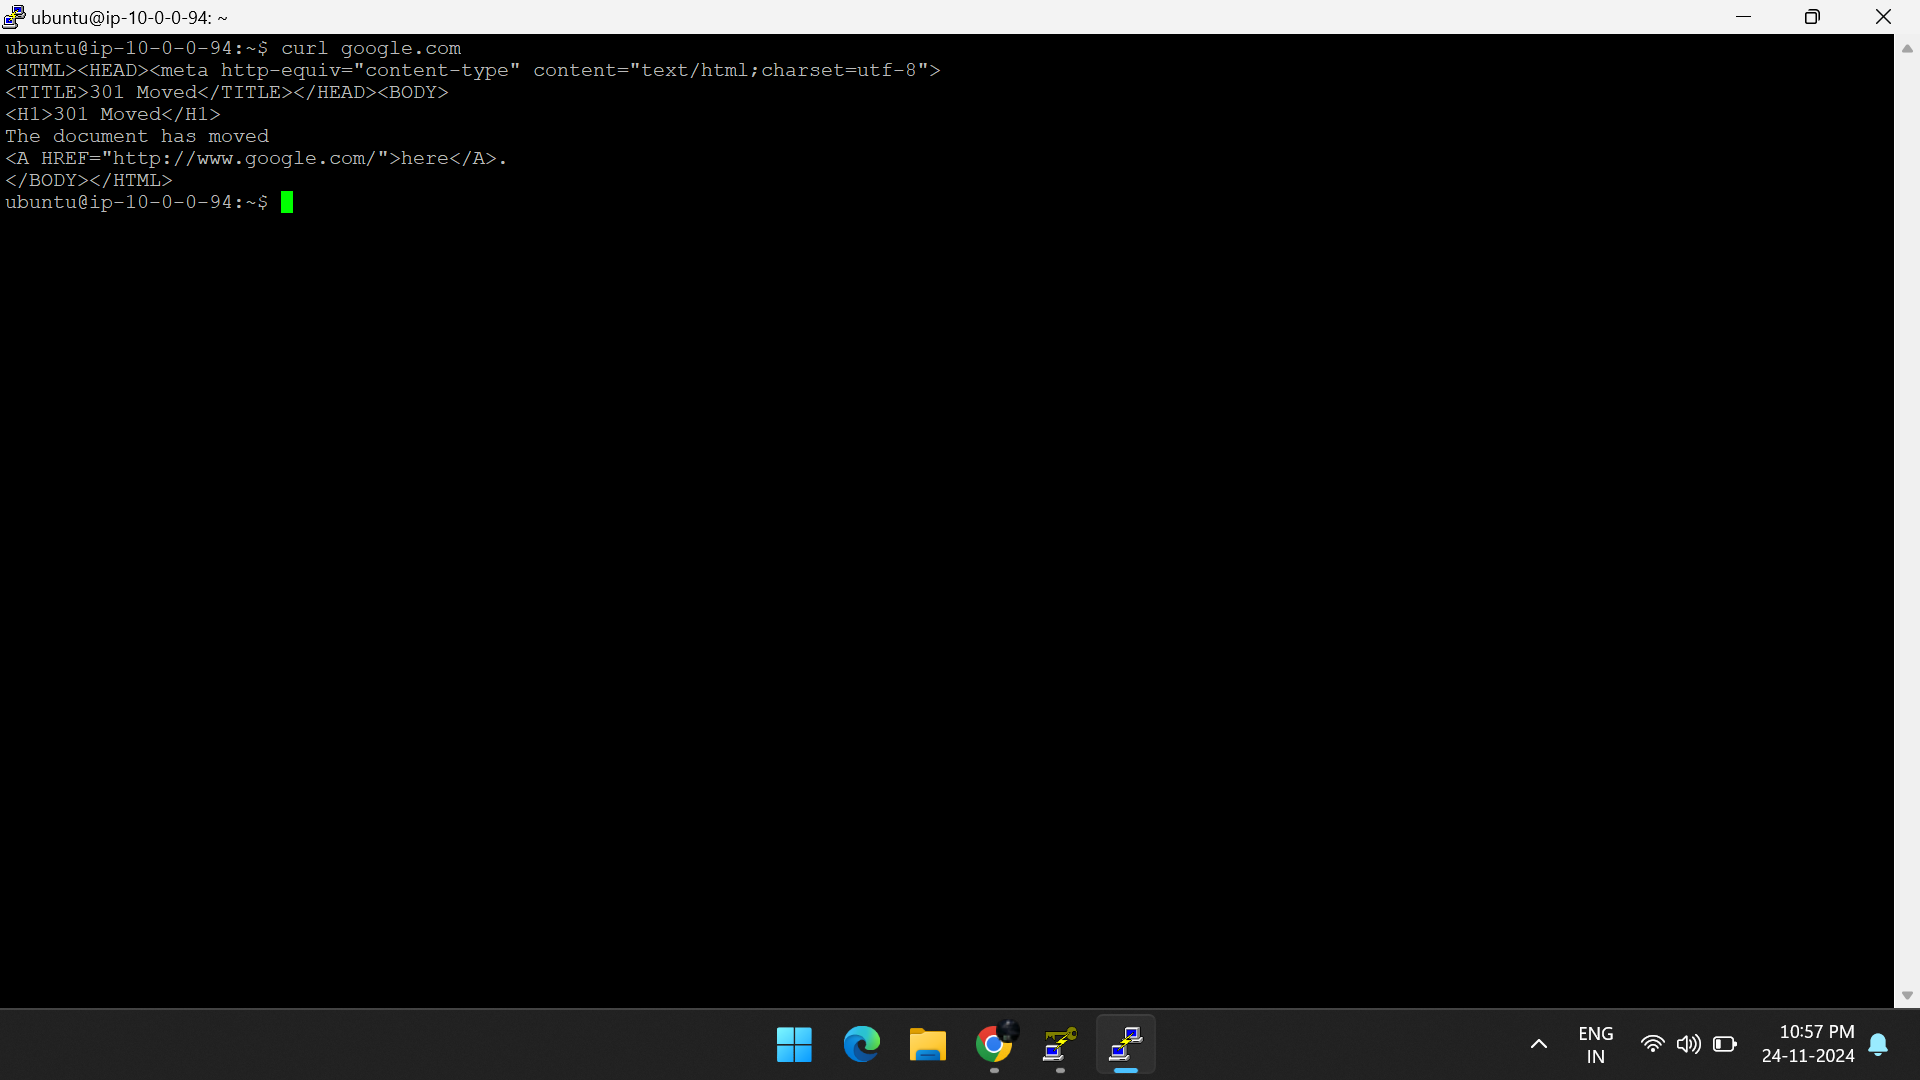 ubuntu@ip-10-0-0-94: ~
ubuntu@ip-10-0-0-94:~$ curl google.com
<HTML><HEAD><meta http-equiv="content-type" content="text/html;charset=utf-8">
<TITLE>301 Moved</TITLE></HEAD><BODY>
<H1>301 Moved</H1>
The document has moved
<A HREF="http://www.google.com/">here</A>.
</BODY></HTML>
ubuntu@ip-10-0-0-94:~$
ENG
IN
10:57 PM
24-11-2024